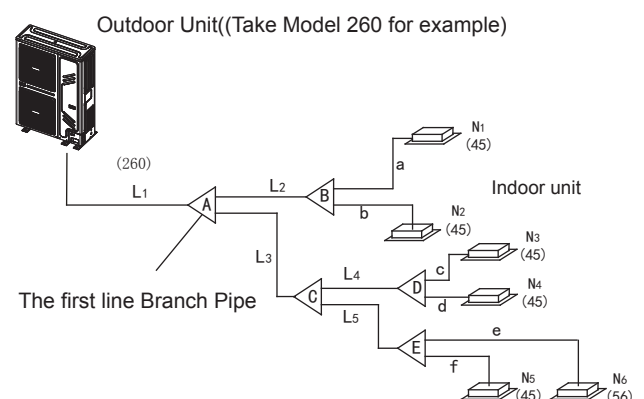 Outdoor Unit((Take Model 260 for example)
(260)
L1
A
The first line Branch Pipe
L2
B
a
N1
(45)
b
N2
(45)
Indoor unit
L3
C
L4
D
c
N3
(45)
d
N4
(45)
L5
E
e
f
N5
(45)
N6
(56)